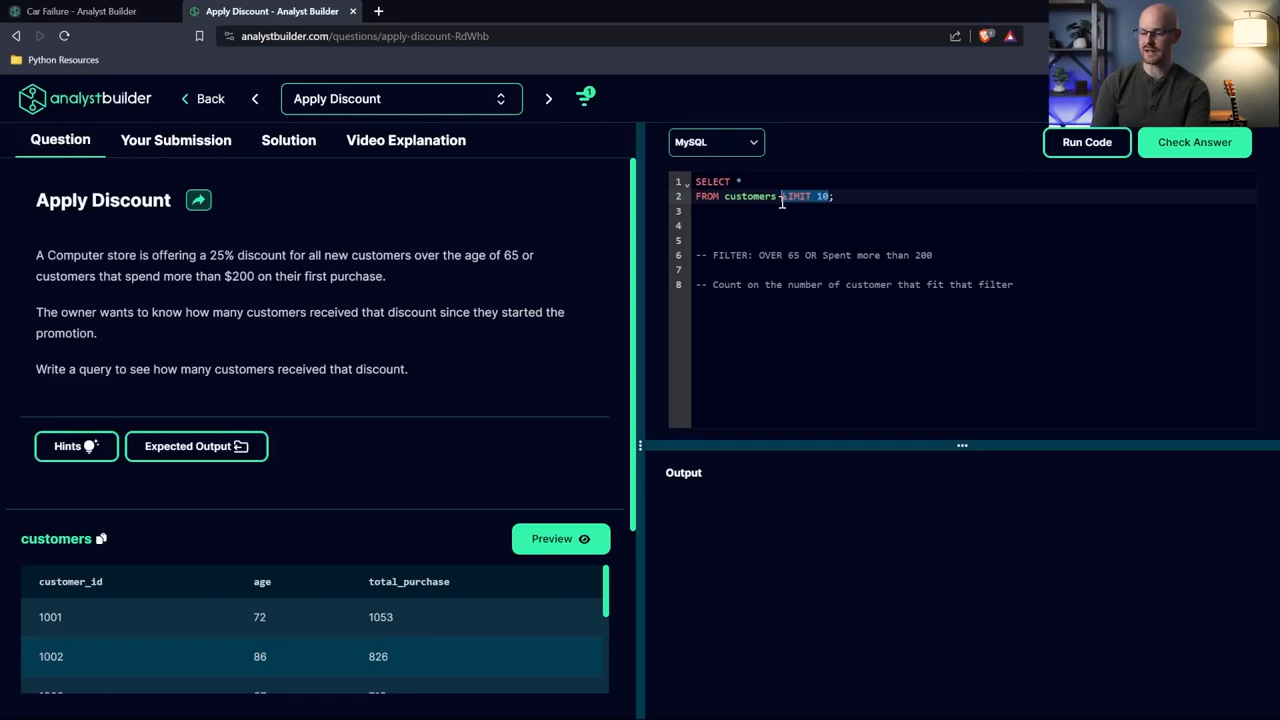 Car Failure - Analyst Builder
Apply Discount - Analyst Builder
analystbuilder.com/questions/apply-discount-RdWhb
Python Resources
analystbuilder
Back
Apply Discount
1
Question
Your Submission
Solution
Video Explanation
MySQL
Run Code
Check Answer
Apply Discount
A Computer store is offering a 25% discount for all new customers over the age of 65 or
customers that spend more than $200 on their first purchase.
The owner wants to know how many customers received that discount since they started the
promotion.
Write a query to see how many customers received that discount.
Hints
Expected Output
customers
Preview
customer_id age total_purchase
1001 72 1053
1002 86 826
1 SELECT *
2 FROM customers LIMIT 10;
3
4
5
6 -- FILTER: OVER 65 OR Spent more than 200
7
8 -- Count on the number of customer that fit that filter
Output